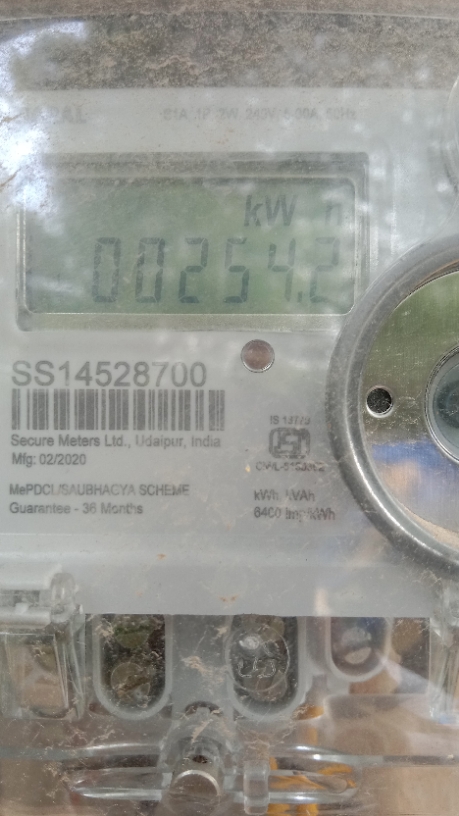 kW h
00254.2
SS14528700
Secure Meters Ltd., Udaipur, India
Mfg: 02/2020
MePDCL/SAUBHAGYA SCHEME
Guarantee - 36 Months
kWh, kVAh
6400 imp/kWh